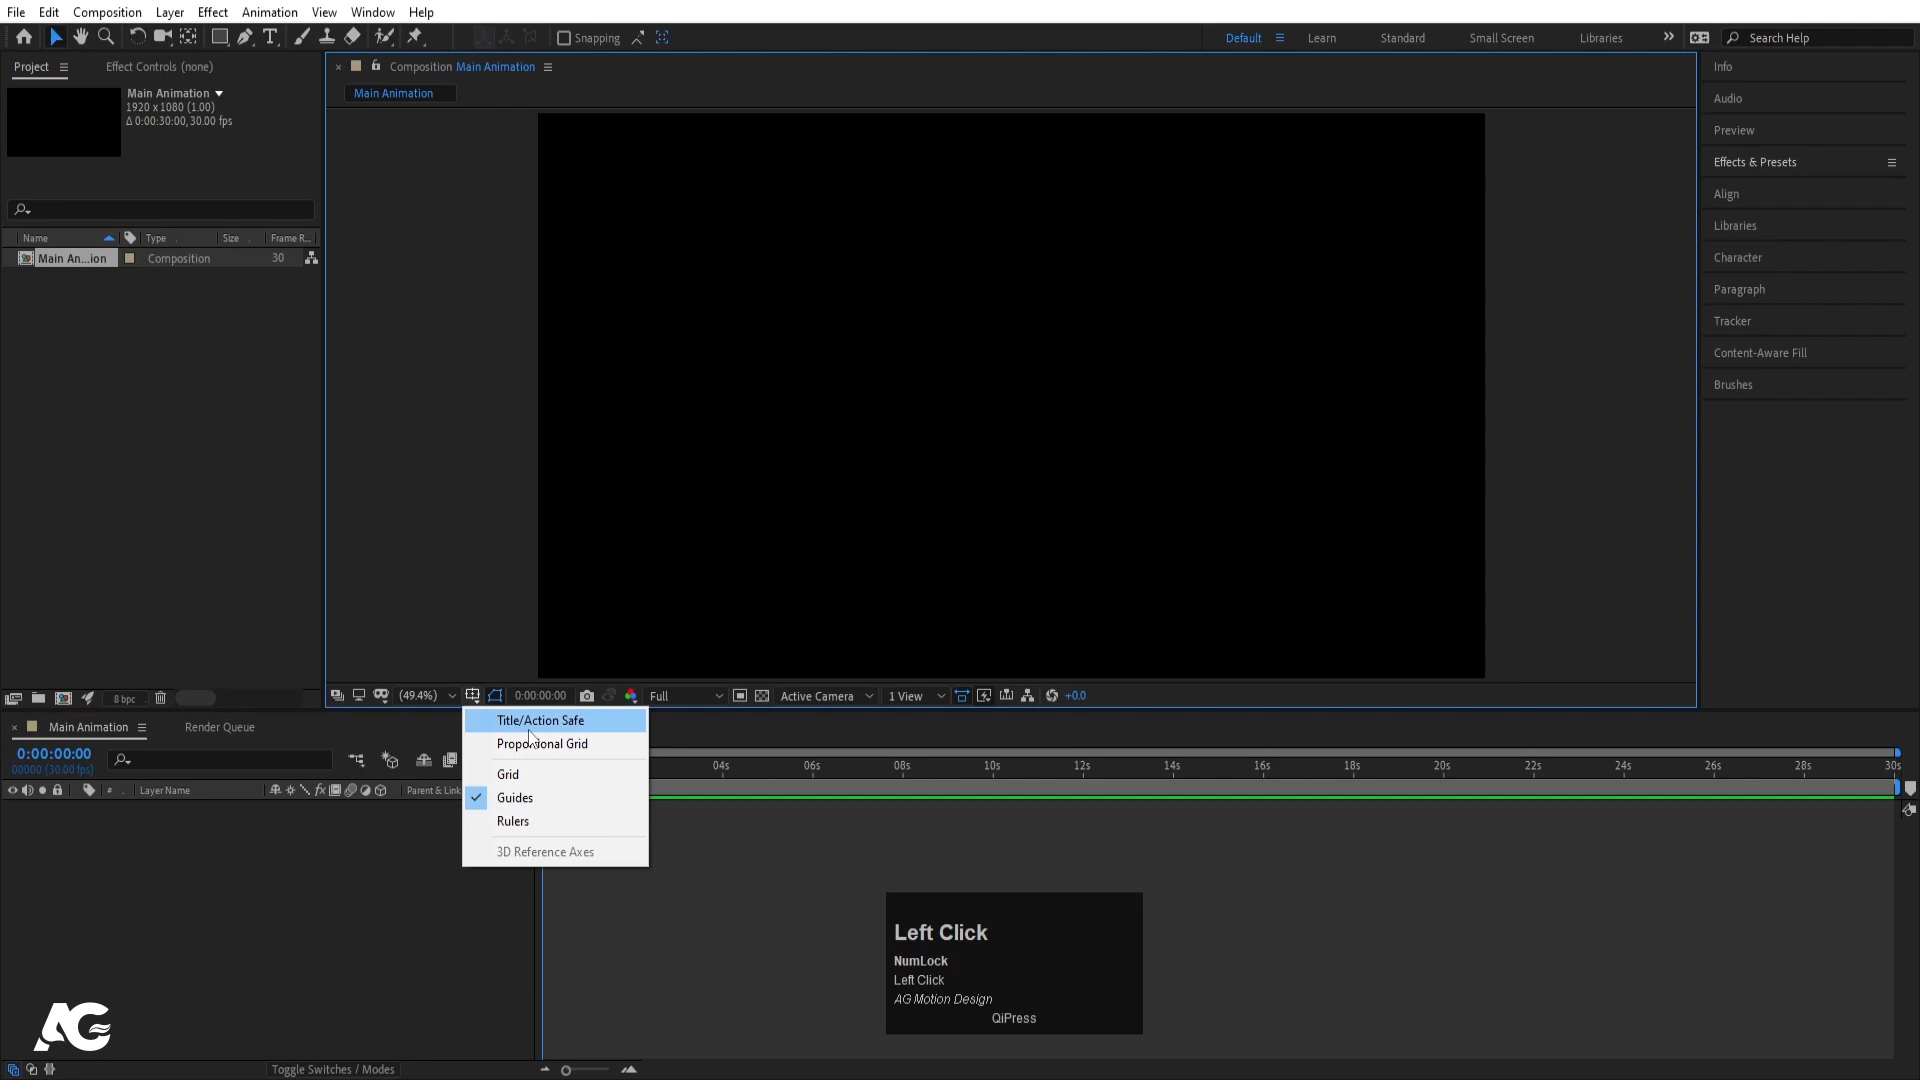 File Edit Composition Layer Effect Animation View Window Help
Snapping
Default Learn Standard Small Screen Libraries Search Help
Project Effect Controls (none)
Main Animation
1920 x 1080 (1.00)
Δ 0:00:30:00, 30.00 fps
Name Type Size Frame R...
Main An...ion Composition 30
8 bpc
Composition Main Animation
Main Animation
(49.4%) 0:00:00:00 Full Active Camera 1 View +0.0
Info
Audio
Preview
Effects & Presets
Align
Libraries
Character
Paragraph
Tracker
Content-Aware Fill
Brushes
Title/Action Safe
Proportional Grid
Grid
Guides
Rulers
3D Reference Axes
Main Animation Render Queue
0:00:00:00
00000 (30.00 fps)
# Layer Name fx Parent & Link
04s 06s 08s 10s 12s 14s 16s 18s 20s 22s 24s 26s 28s 30s
Left Click
NumLock
Left Click
AG Motion Design
QiPress
AG
Toggle Switches / Modes